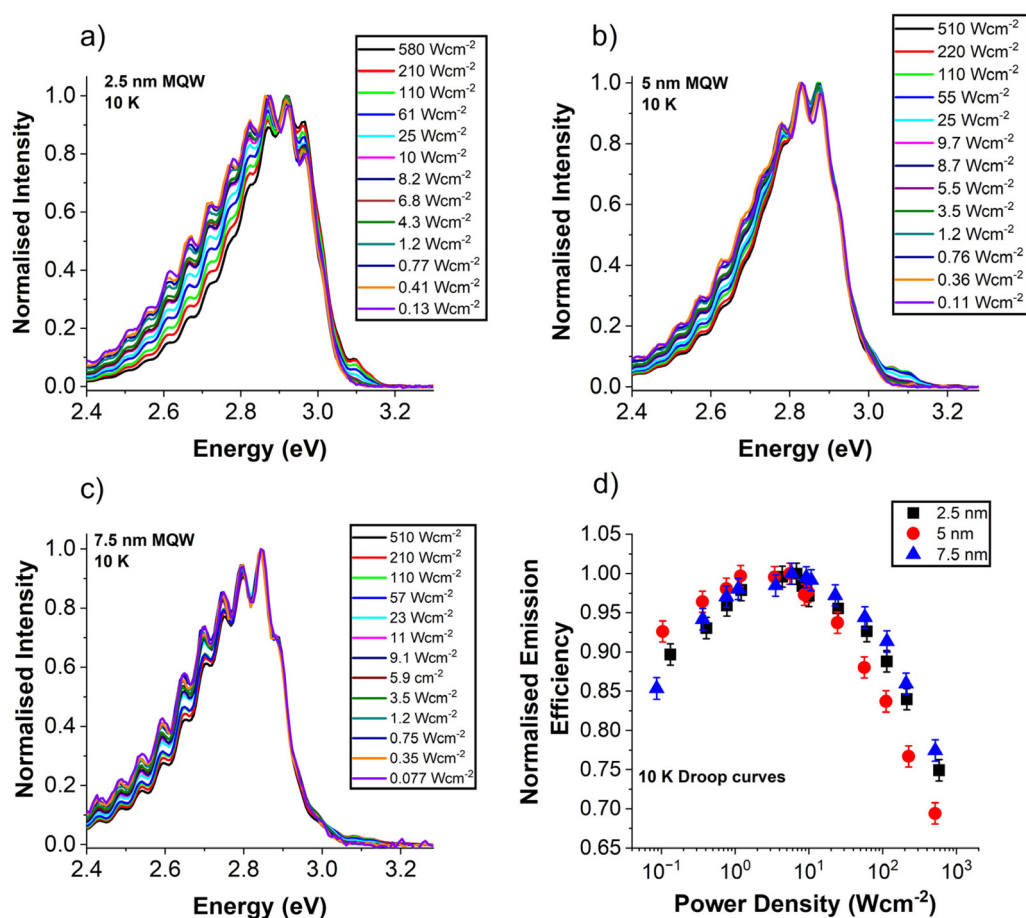 a)
2.5 nm MQW
10 K
580 Wcm-2
210 Wcm-2
110 Wcm-2
61 Wcm-2
25 Wcm-2
10 Wcm-2
8.2 Wcm-2
6.8 Wcm-2
4.3 Wcm-2
1.2 Wcm-2
0.77 Wcm-2
0.41 Wcm-2
0.13 Wcm-2
Normalised Intensity
1.0
0.8
0.6
0.4
0.2
0.0
2.4 2.6 2.8 3.0 3.2
Energy (eV)
b)
5 nm MQW
10 K
510 Wcm-2
220 Wcm-2
110 Wcm-2
55 Wcm-2
25 Wcm-2
9.7 Wcm-2
8.7 Wcm-2
5.5 Wcm-2
3.5 Wcm-2
1.2 Wcm-2
0.76 Wcm-2
0.36 Wcm-2
0.11 Wcm-2
Normalised Intensity
1.0
0.8
0.6
0.4
0.2
0.0
2.4 2.6 2.8 3.0 3.2
Energy (eV)
c)
7.5 nm MQW
10 K
510 Wcm-2
210 Wcm-2
110 Wcm-2
57 Wcm-2
23 Wcm-2
11 Wcm-2
9.1 Wcm-2
5.9 cm-2
3.5 Wcm-2
1.2 Wcm-2
0.75 Wcm-2
0.35 Wcm-2
0.077 Wcm-2
Normalised Intensity
1.0
0.8
0.6
0.4
0.2
0.0
2.4 2.6 2.8 3.0 3.2
Energy (eV)
d)
2.5 nm
5 nm
7.5 nm
Normalised Emission
Efficiency
1.05
1.00
0.95
0.90
0.85
0.80
0.75
0.70
0.65
10 K Droop curves
10-1 100 101 102 103
Power Density (Wcm-2)